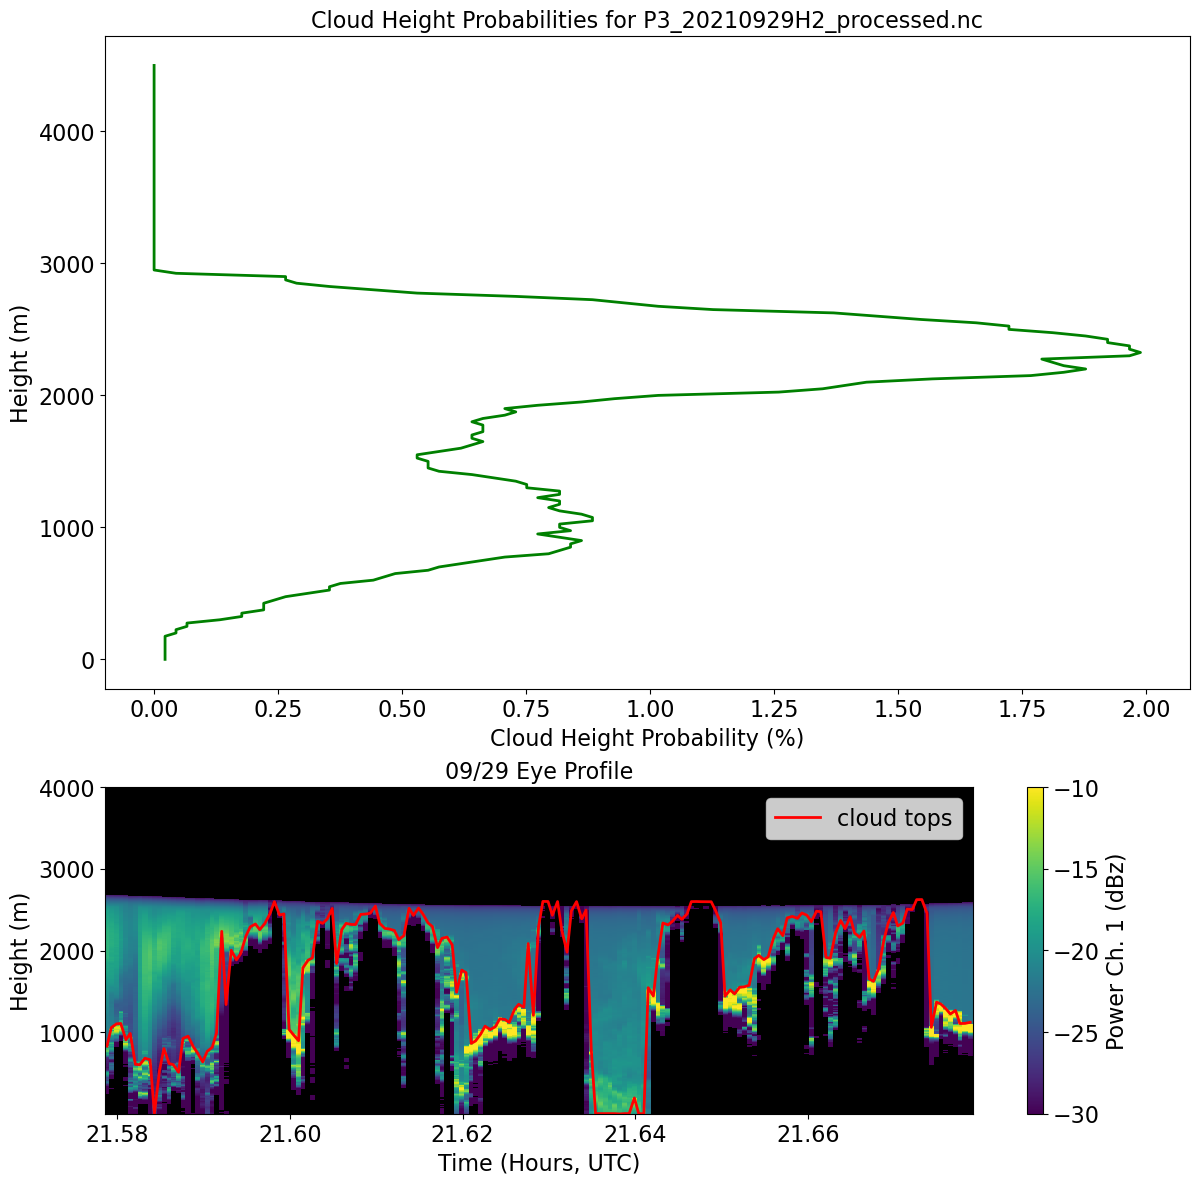 Cloud Height Probabilities for P3_20210929H2_processed.nc
4000
3000
2000
1000
0
Height (m)
0.00 0.25 0.50 0.75 1.00 1.25 1.50 1.75 2.00
Cloud Height Probability (%)
09/29 Eye Profile
4000
3000
2000
1000
Height (m)
cloud tops
21.58 21.60 21.62 21.64 21.66
Time (Hours, UTC)
−10
−15
−20
−25
−30
Power Ch. 1 (dBz)